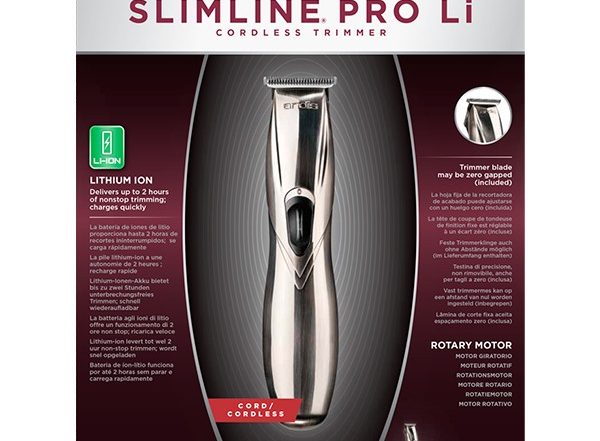 SLIMLINE® PRO Li
CORDLESS TRIMMER
andis
Li-ION
LITHIUM ION
Delivers up to 2 hours
of nonstop trimming;
charges quickly
La batería de iones de litio
proporciona hasta 2 horas de
recortes ininterrumpidos; se
carga rápidamente
La pile lithium-ion a une
autonomie de 2 heures ;
recharge rapide
Lithium-Ionen-Akku bietet
bis zu zwei Stunden
unterbrechungsfreies
Trimmen; schnell
wiederaufladbar
La batteria agli ioni di litio
offre un funzionamento di 2
ore non stop; ricarica veloce
Lithium-ion levert tot wel 2
uur non-stop trimmen; wordt
snel opgeladen
Bateria de íon-lítio funciona
por até 2 horas sem parar e
carrega rapidamente
CORD/
CORDLESS
Trimmer blade
may be zero gapped
(included)
La hoja fija de la recortadora
de acabado puede ajustarse
con un huelgo cero (incluida)
La tête de coupe de tondeuse
de finition fixe est réglable
à un écart zéro (incluse)
Feste Trimmerklinge auch
ohne Abstände möglich
(im Lieferumfang enthalten)
Testina di precisione,
non rimovibile, anche
per tagli a zero (inclusa)
Vast trimmermes kan op
een afstand van nul worden
ingesteld (inbegrepen)
Lâmina de corte fixa aceita
espaçamento zero (inclusa)
ROTARY MOTOR
MOTOR GIRATORIO
MOTEUR ROTATIF
ROTATIONSMOTOR
MOTORE ROTARIO
ROTATIEMOTOR
MOTOR ROTATIVO